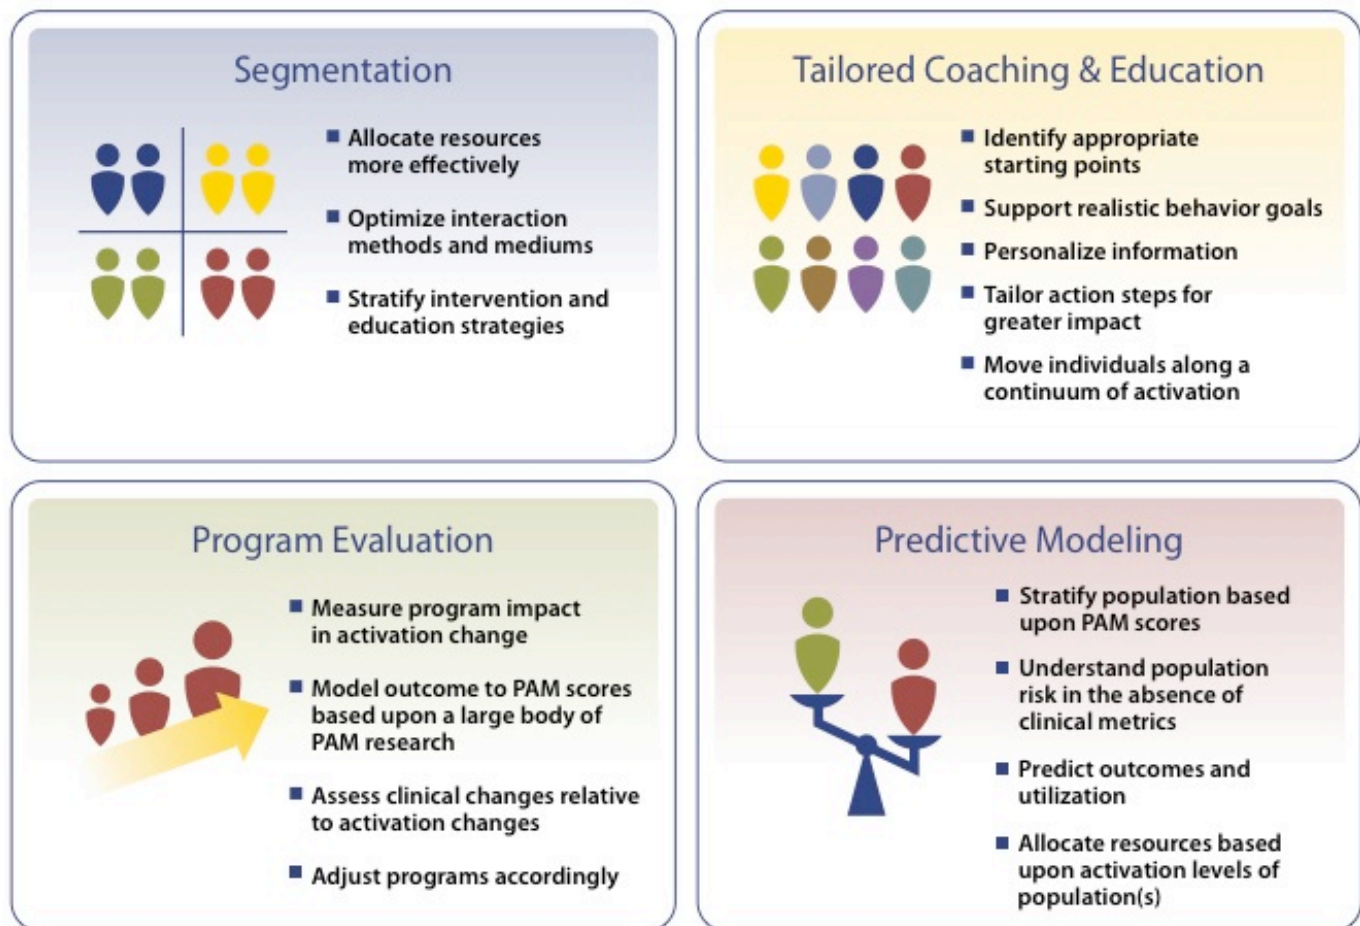 Segmentation
■ Allocate resources
more effectively
■ Optimize interaction
methods and mediums
■ Stratify intervention and
education strategies
Tailored Coaching & Education
■ Identify appropriate
starting points
■ Support realistic behavior goals
■ Personalize information
■ Tailor action steps for
greater impact
■ Move individuals along a
continuum of activation
Program Evaluation
■ Measure program impact
in activation change
■ Model outcome to PAM scores
based upon a large body of
PAM research
■ Assess clinical changes relative
to activation changes
■ Adjust programs accordingly
Predictive Modeling
■ Stratify population based
upon PAM scores
■ Understand population
risk in the absence of
clinical metrics
■ Predict outcomes and
utilization
■ Allocate resources based
upon activation levels of
population(s)